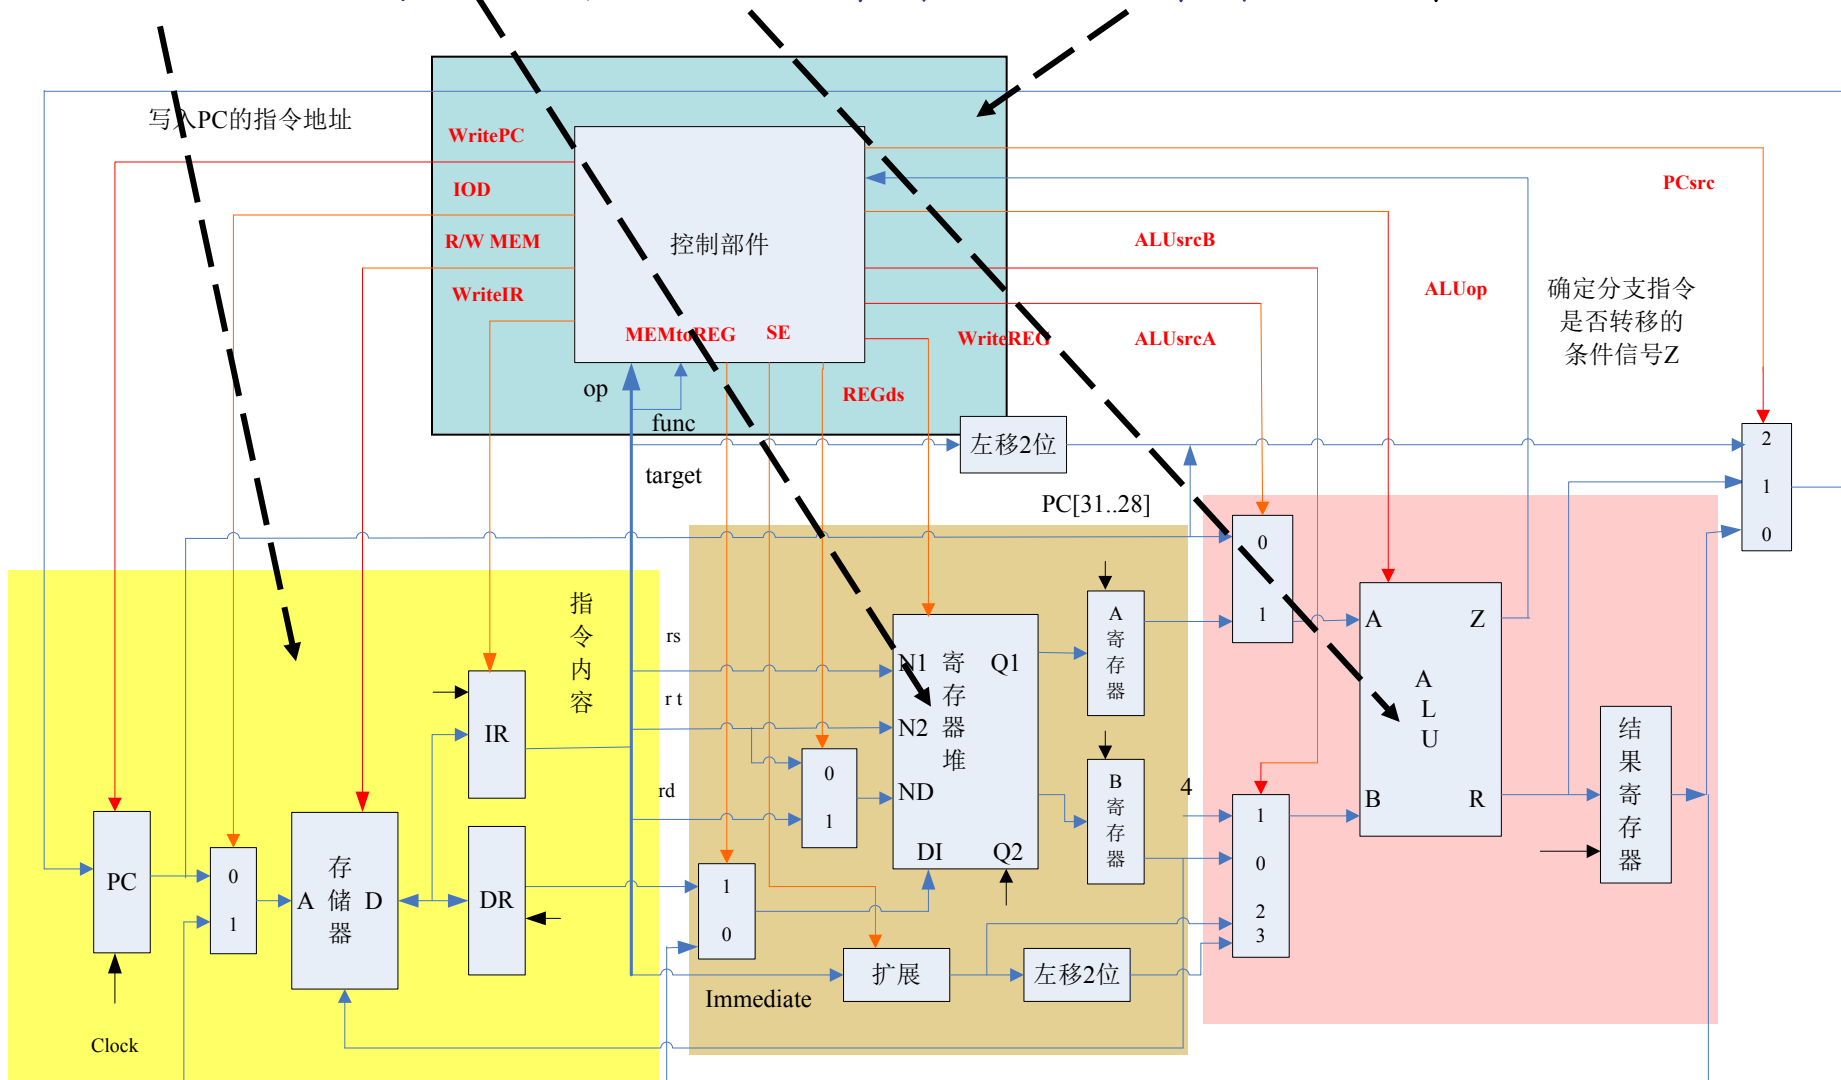 写入PC的指令地址
WritePC
IOD
R/W MEM
WriteIR
控制部件
MEMtoREG
SE
PCsrc
ALUsrcB
ALUop
WriteREG
ALUsrcA
REGds
确定分支指令
是否转移的
条件信号Z
op
func
target
左移2位
PC[31..28]
2
1
0
指
令
内
容
rs
r t
rd
Immediate
PC
Clock
0
1
A
存
储
器
D
IR
DR
0
1
1
0
N1
N2
ND
DI
寄
存
器
堆
Q1
Q2
扩展
左移2位
A
寄
存
器
B
寄
存
器
4
0
1
1
0
2
3
A
B
A
L
U
Z
R
结
果
寄
存
器